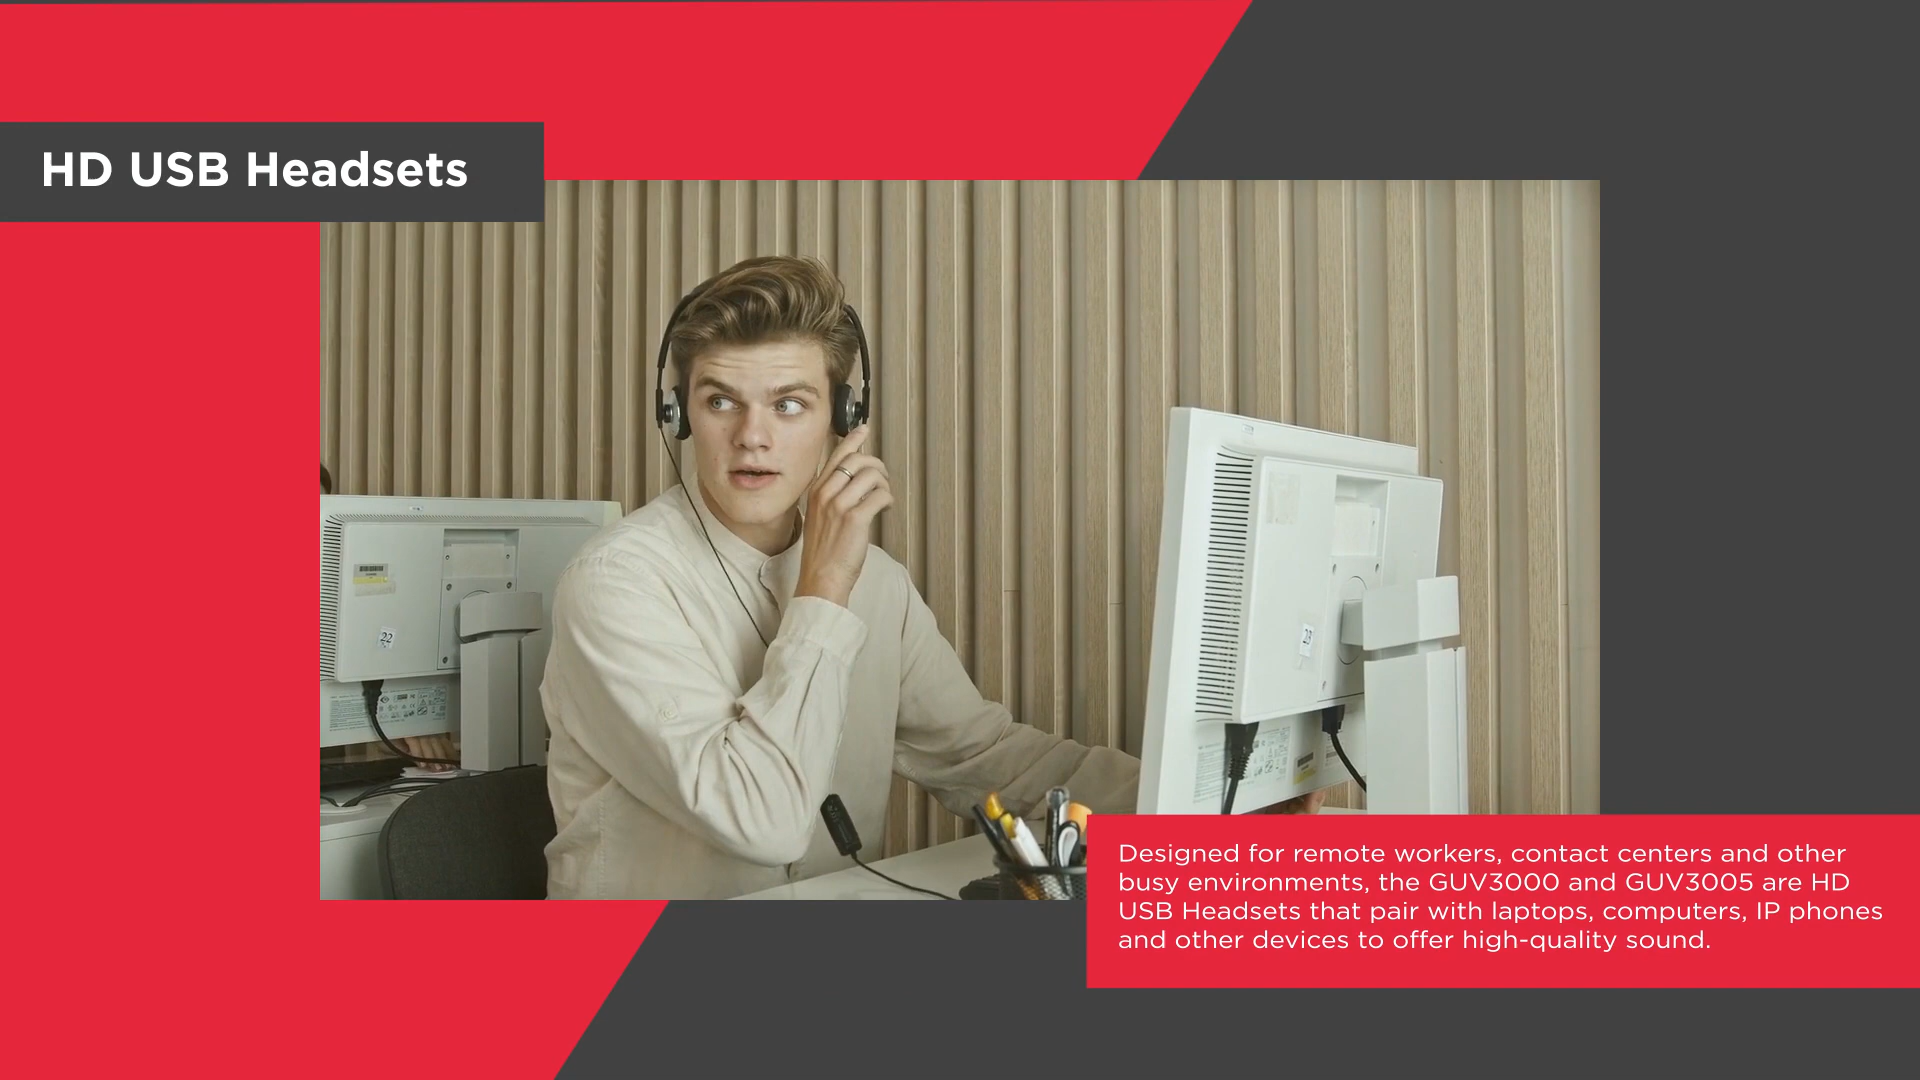 HD USB Headsets
22
Designed for remote workers, contact centers and other
busy environments, the GUV3000 and GUV3005 are HD
USB Headsets that pair with laptops, computers, IP phones
and other devices to offer high-quality sound.